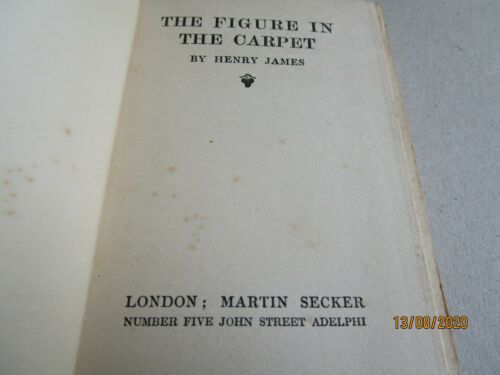 THE FIGURE IN
THE CARPET
BY HENRY JAMES
LONDON; MARTIN SECKER
NUMBER FIVE JOHN STREET ADELPHI
13/08/2020